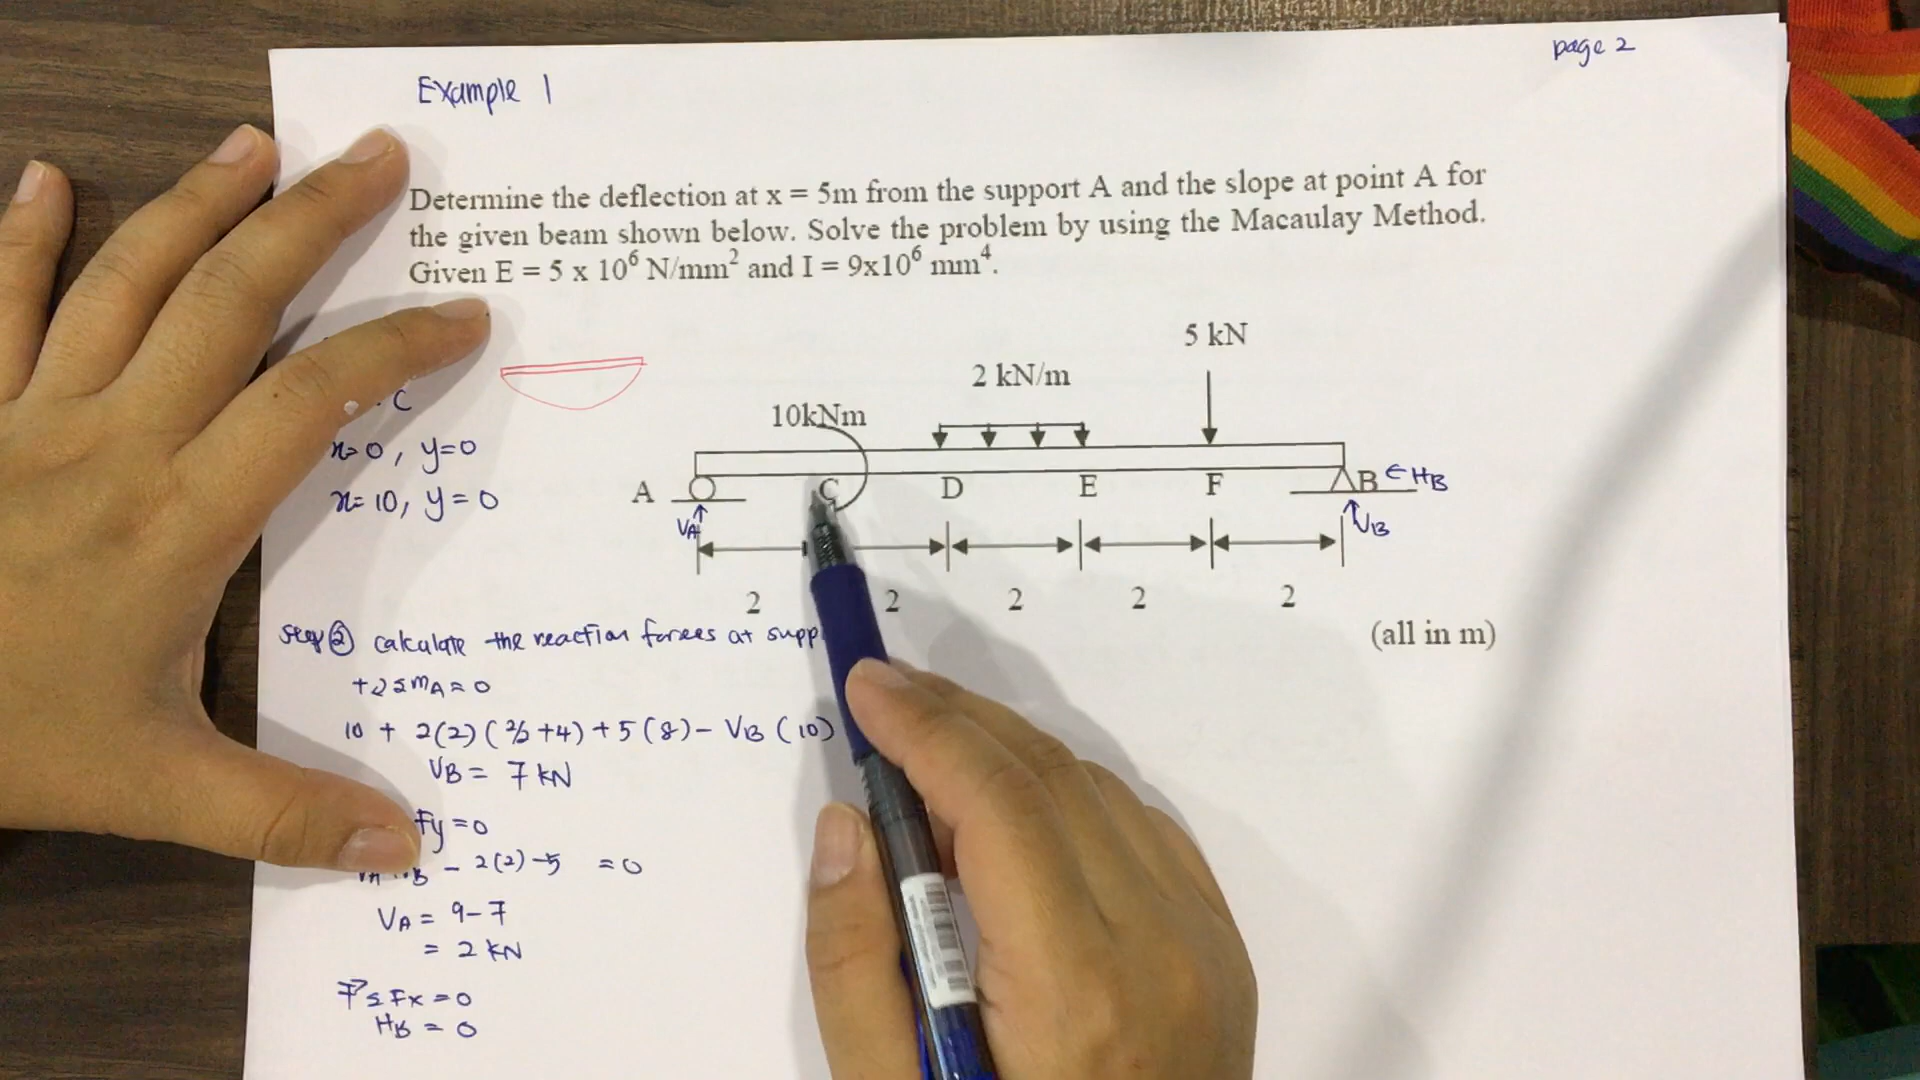 page 2
Example 1
Determine the deflection at x = 5m from the support A and the slope at point A for
the given beam shown below. Solve the problem by using the Macaulay Method.
Given E = 5 x 10⁶ N/mm² and I = 9x10⁶ mm⁴.
5 kN
2 kN/m
10kNm
C
x=0, y=0
x=10, y=0
A C D E F B ← HB
VA VB
2 2 2 2 2
(all in m)
Step ② calculate the reaction forces at supp
ΣMA=0
10 + 2(2)(2/2+4)+5(8)-VB(10)
VB = 7 kN
Fy=0
- 2(2)-5 =0
VA = 9-7
= 2 kN
ΣFx=0
HB = 0